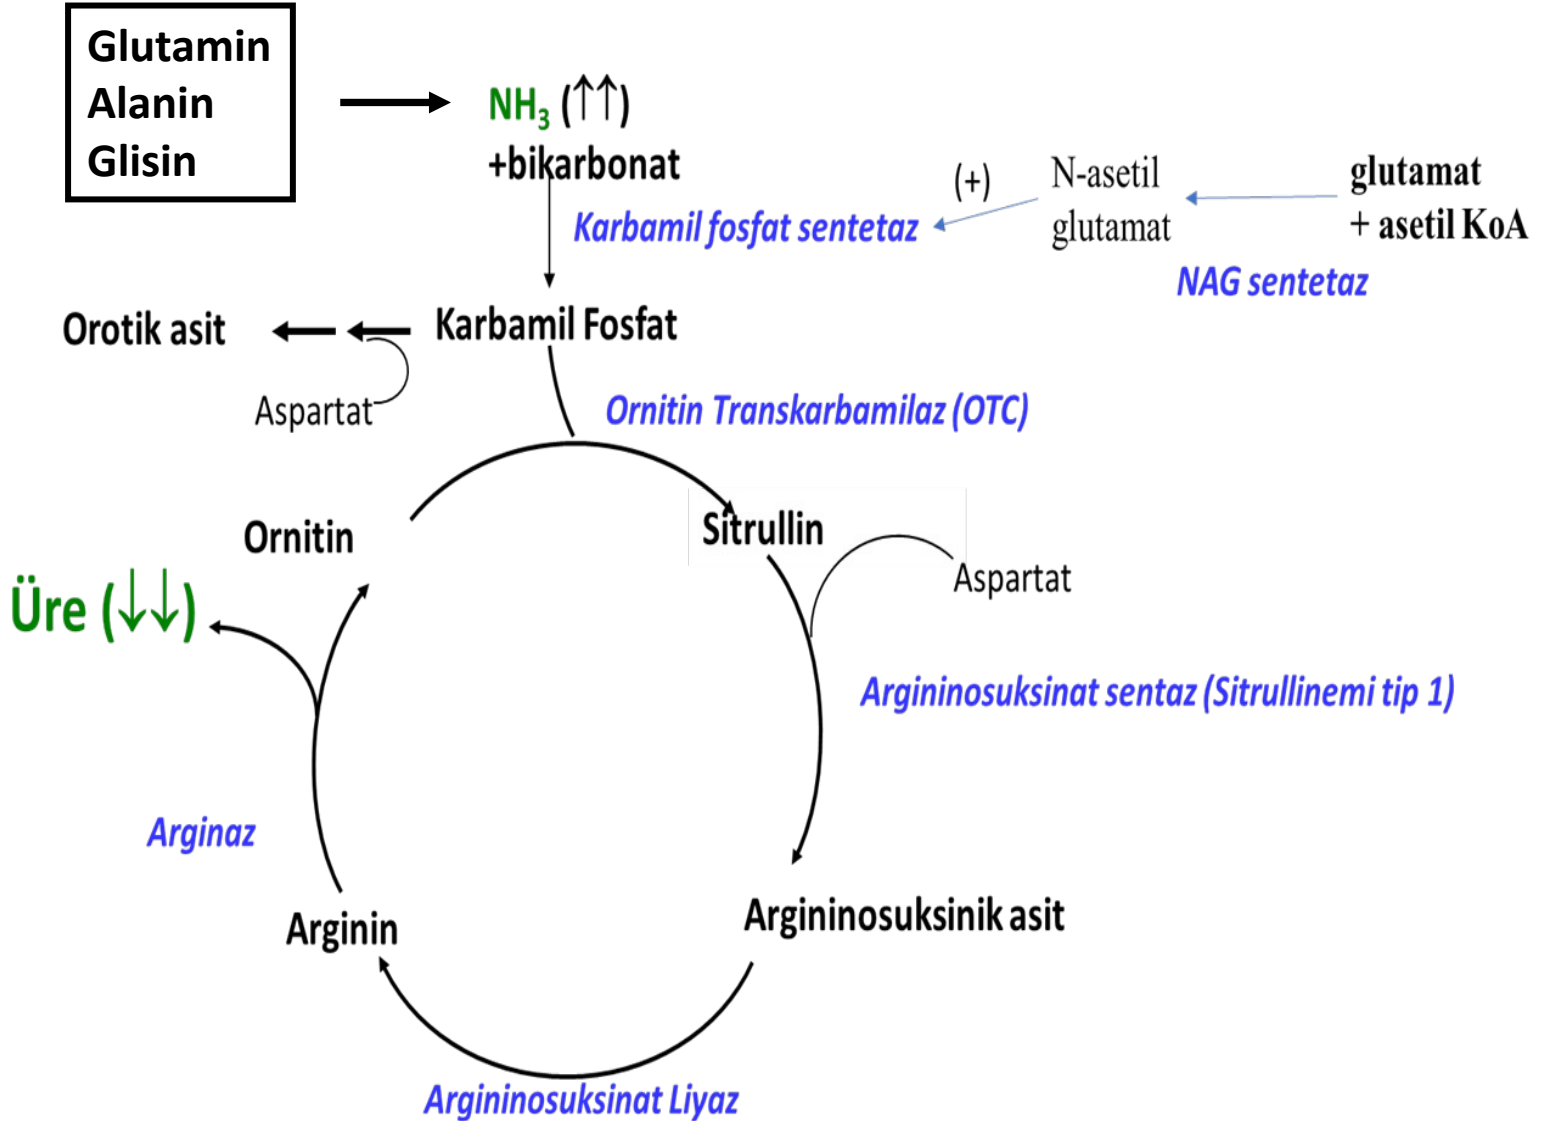 Glutamin
Alanin
Glisin
NH3 (↑↑)
+bikarbonat
(+)
N-asetil
glutamat
glutamat
+ asetil KoA
Karbamil fosfat sentetaz
NAG sentetaz
Orotik asit
Karbamil Fosfat
Aspartat
Ornitin Transkarbamilaz (OTC)
Ornitin
Sitrullin
Aspartat
Üre (↓↓)
Argininosuksinat sentaz (Sitrullinemi tip 1)
Arginaz
Arginin
Argininosuksinik asit
Argininosuksinat Liyaz